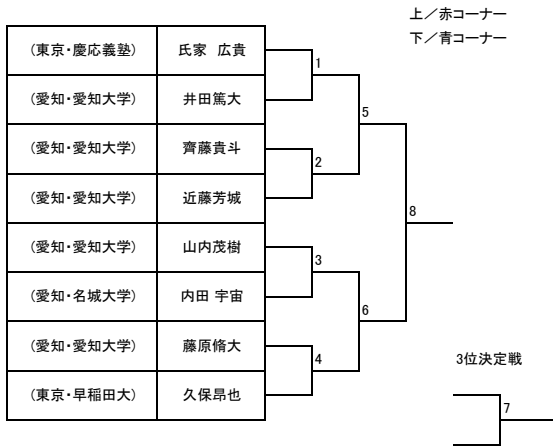 上／赤コーナー
下／青コーナー
(東京・慶応義塾) 氏家 広貴
1
(愛知・愛知大学) 井田篤大
5
(愛知・愛知大学) 齊藤貴斗
2
(愛知・愛知大学) 近藤芳城
8
(愛知・愛知大学) 山内茂樹
3
(愛知・名城大学) 内田 宇宙
6
(愛知・愛知大学) 藤原脩大
4
3位決定戦
(東京・早稲田大) 久保昂也
7